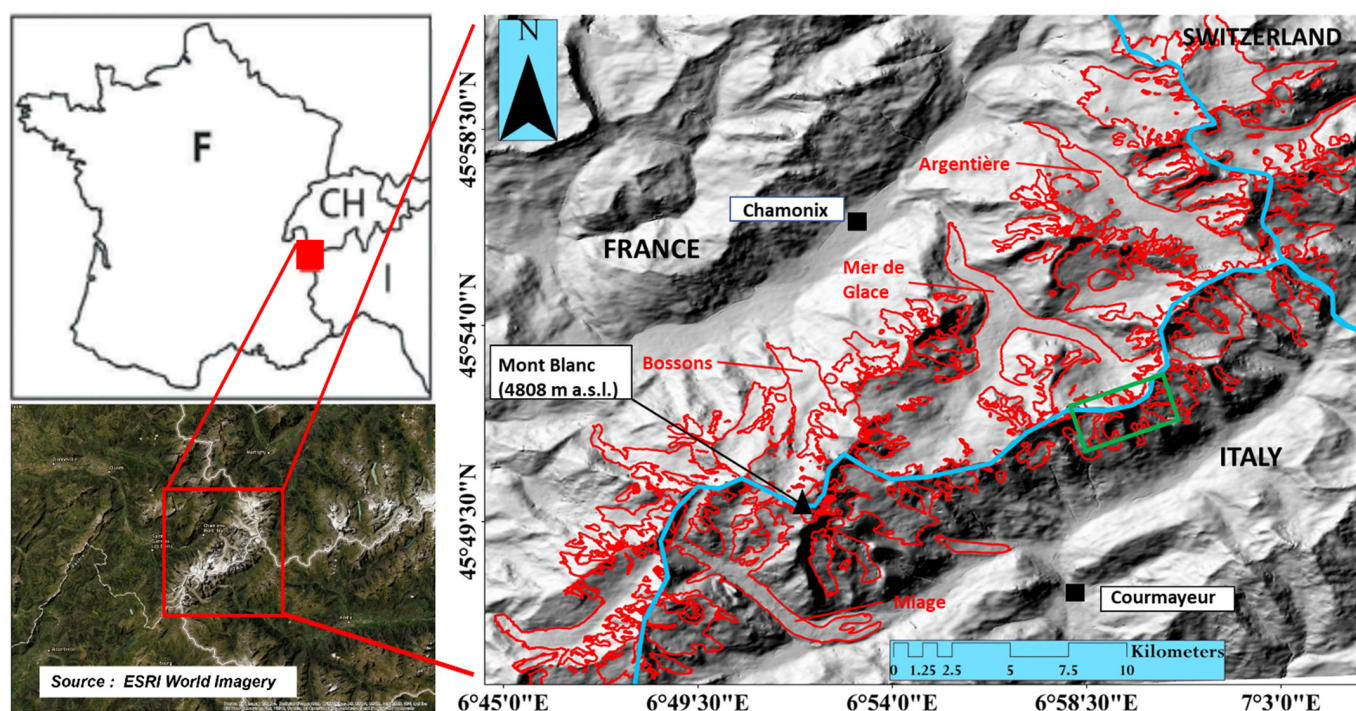 F
CH
I
Source : ESRI World Imagery
N
SWITZERLAND
Argentière
Chamonix
FRANCE
Mer de
Glace
Mont Blanc
(4808 m a.s.l.)
Bossons
ITALY
Miage
Courmayeur
Kilometers
0 1.25 2.5 5 7.5 10
45°58'30"N
45°54'0"N
45°49'30"N
6°45'0"E 6°49'30"E 6°54'0"E 6°58'30"E 7°3'0"E